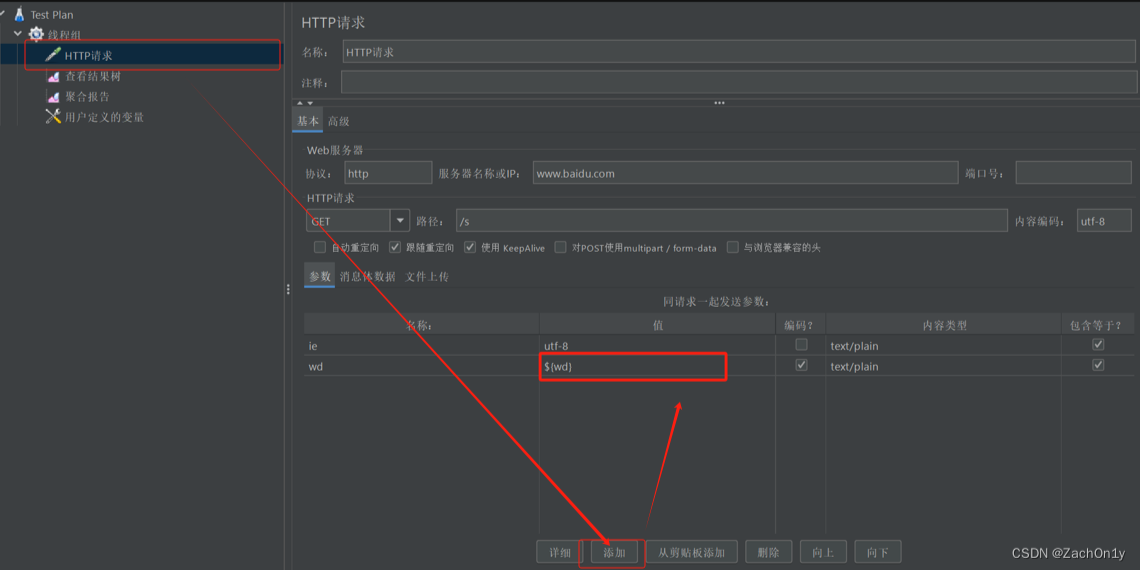 Test Plan
线程组
HTTP请求
查看结果树
聚合报告
用户定义的变量
HTTP请求
名称： HTTP请求
注释：
基本 高级
Web服务器
协议： http 服务器名称或IP： www.baidu.com 端口号：
HTTP请求
GET 路径： /s 内容编码： utf-8
自动重定向 跟随重定向 使用 KeepAlive 对POST使用multipart / form-data 与浏览器兼容的头
参数 消息体数据 文件上传
同请求一起发送参数：
名称： 值 编码？ 内容类型 包含等于？
ie utf-8 text/plain
wd ${wd} text/plain
详细 添加 从剪贴板添加 删除 向上 向下
CSDN @ZachOn1y